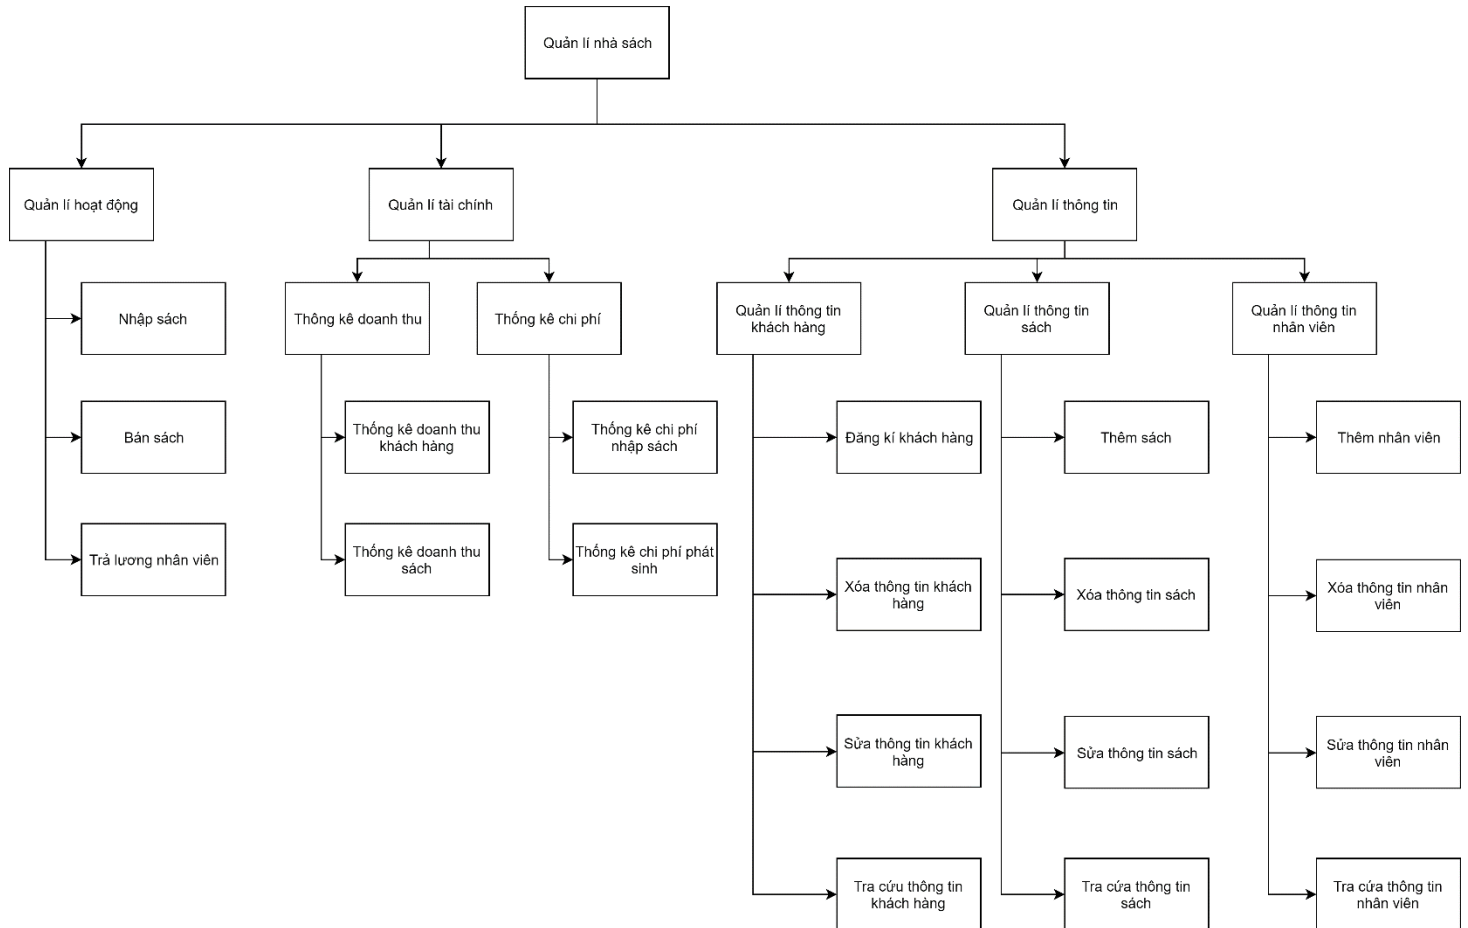 Quản lí nhà sách
Quản lí hoạt động
Quản lí tài chính
Quản lí thông tin
Nhập sách
Thông kê doanh thu
Thống kê chi phí
Quản lí thông tin
khách hàng
Quản lí thông tin
sách
Quản lí thông tin
nhân viên
Bán sách
Thống kê doanh thu
khách hàng
Thống kê chi phí
nhập sách
Đăng kí khách hàng
Thêm sách
Thêm nhân viên
Trả lương nhân viên
Thống kê doanh thu
sách
Thống kê chi phí phát
sinh
Xóa thông tin khách
hàng
Xóa thông tin sách
Xóa thông tin nhân
viên
Sửa thông tin khách
hàng
Sửa thông tin sách
Sửa thông tin nhân
viên
Tra cứu thông tin
khách hàng
Tra cứa thông tin
sách
Tra cứa thông tin
nhân viên